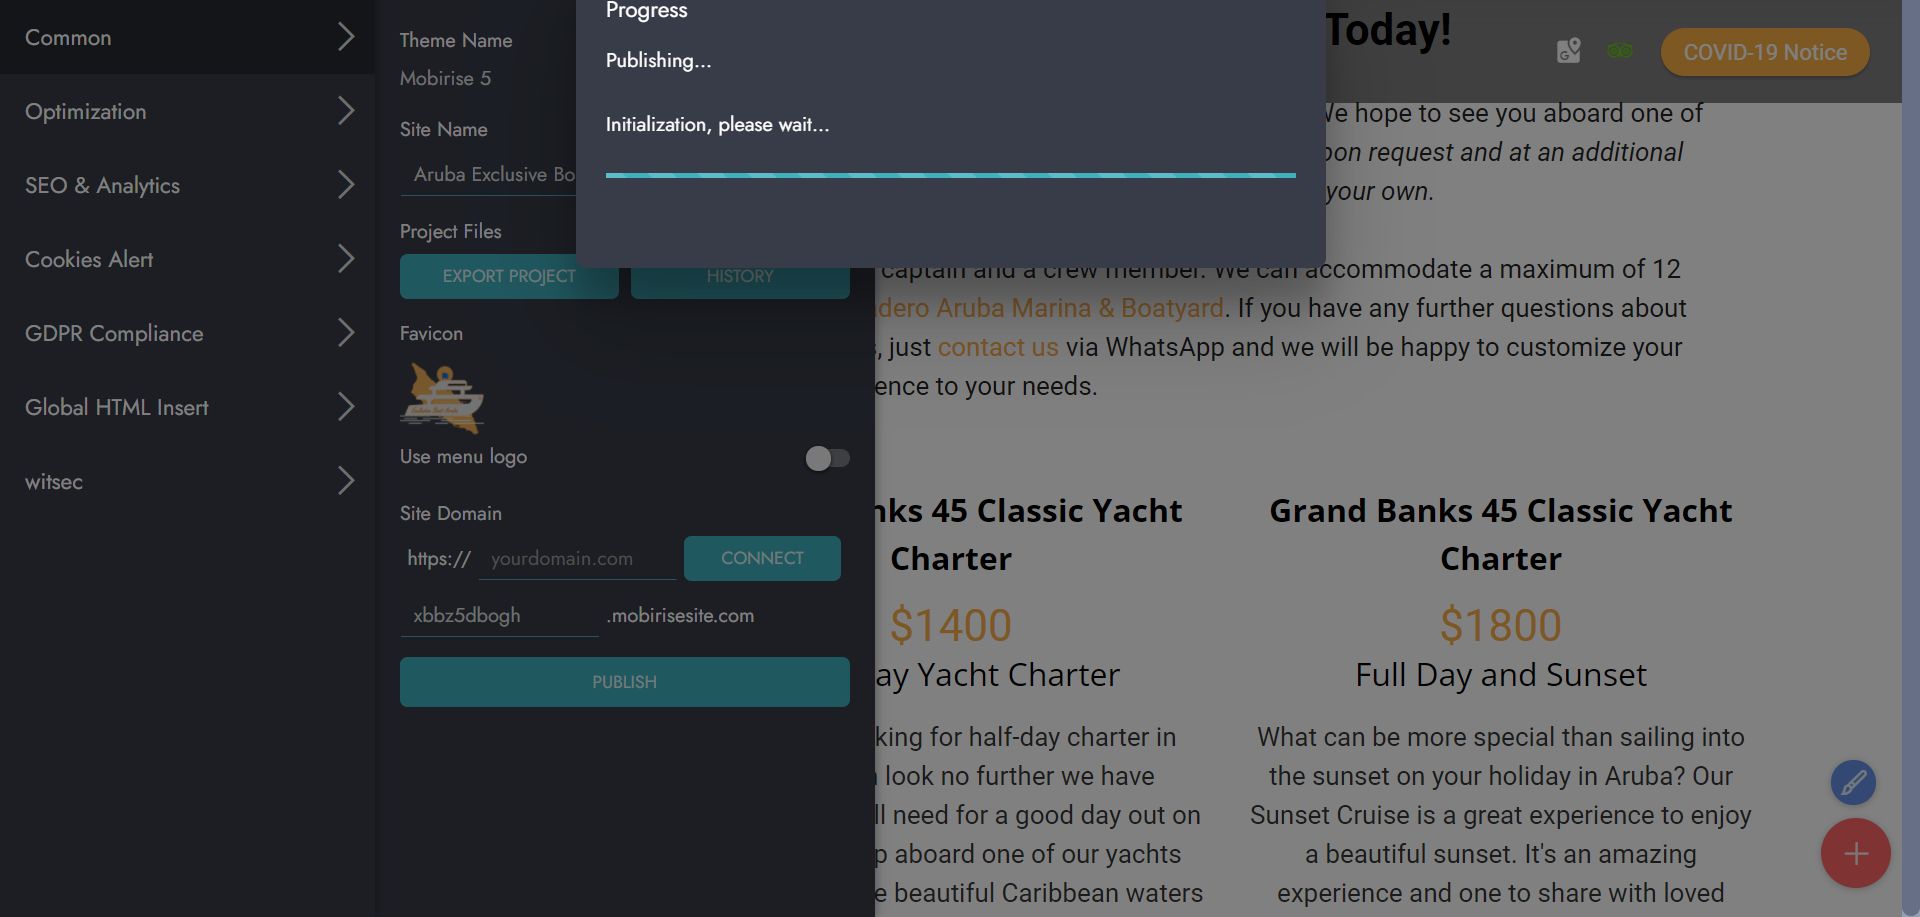 Common
Optimization
SEO & Analytics
Cookies Alert
GDPR Compliance
Global HTML Insert
witsec
Theme Name
Mobirise 5
Site Name
Aruba Exclusive Bo
Project Files
EXPORT PROJECT
HISTORY
Favicon
Use menu logo
Site Domain
https://
yourdomain.com
CONNECT
xbbz5dbogh
.mobirisesite.com
PUBLISH
Progress
Publishing...
Initialization, please wait...
Today!
COVID-19 Notice
We hope to see you aboard one of
upon request and at an additional
your own.
captain and a crew member. We can accommodate a maximum of 12
dero Aruba Marina & Boatyard. If you have any further questions about
, just contact us via WhatsApp and we will be happy to customize your
ence to your needs.
nks 45 Classic Yacht
Charter
$1400
ay Yacht Charter
king for half-day charter in
look no further we have
ll need for a good day out on
p aboard one of our yachts
e beautiful Caribbean waters
Grand Banks 45 Classic Yacht
Charter
$1800
Full Day and Sunset
What can be more special than sailing into
the sunset on your holiday in Aruba? Our
Sunset Cruise is a great experience to enjoy
a beautiful sunset. It's an amazing
experience and one to share with loved